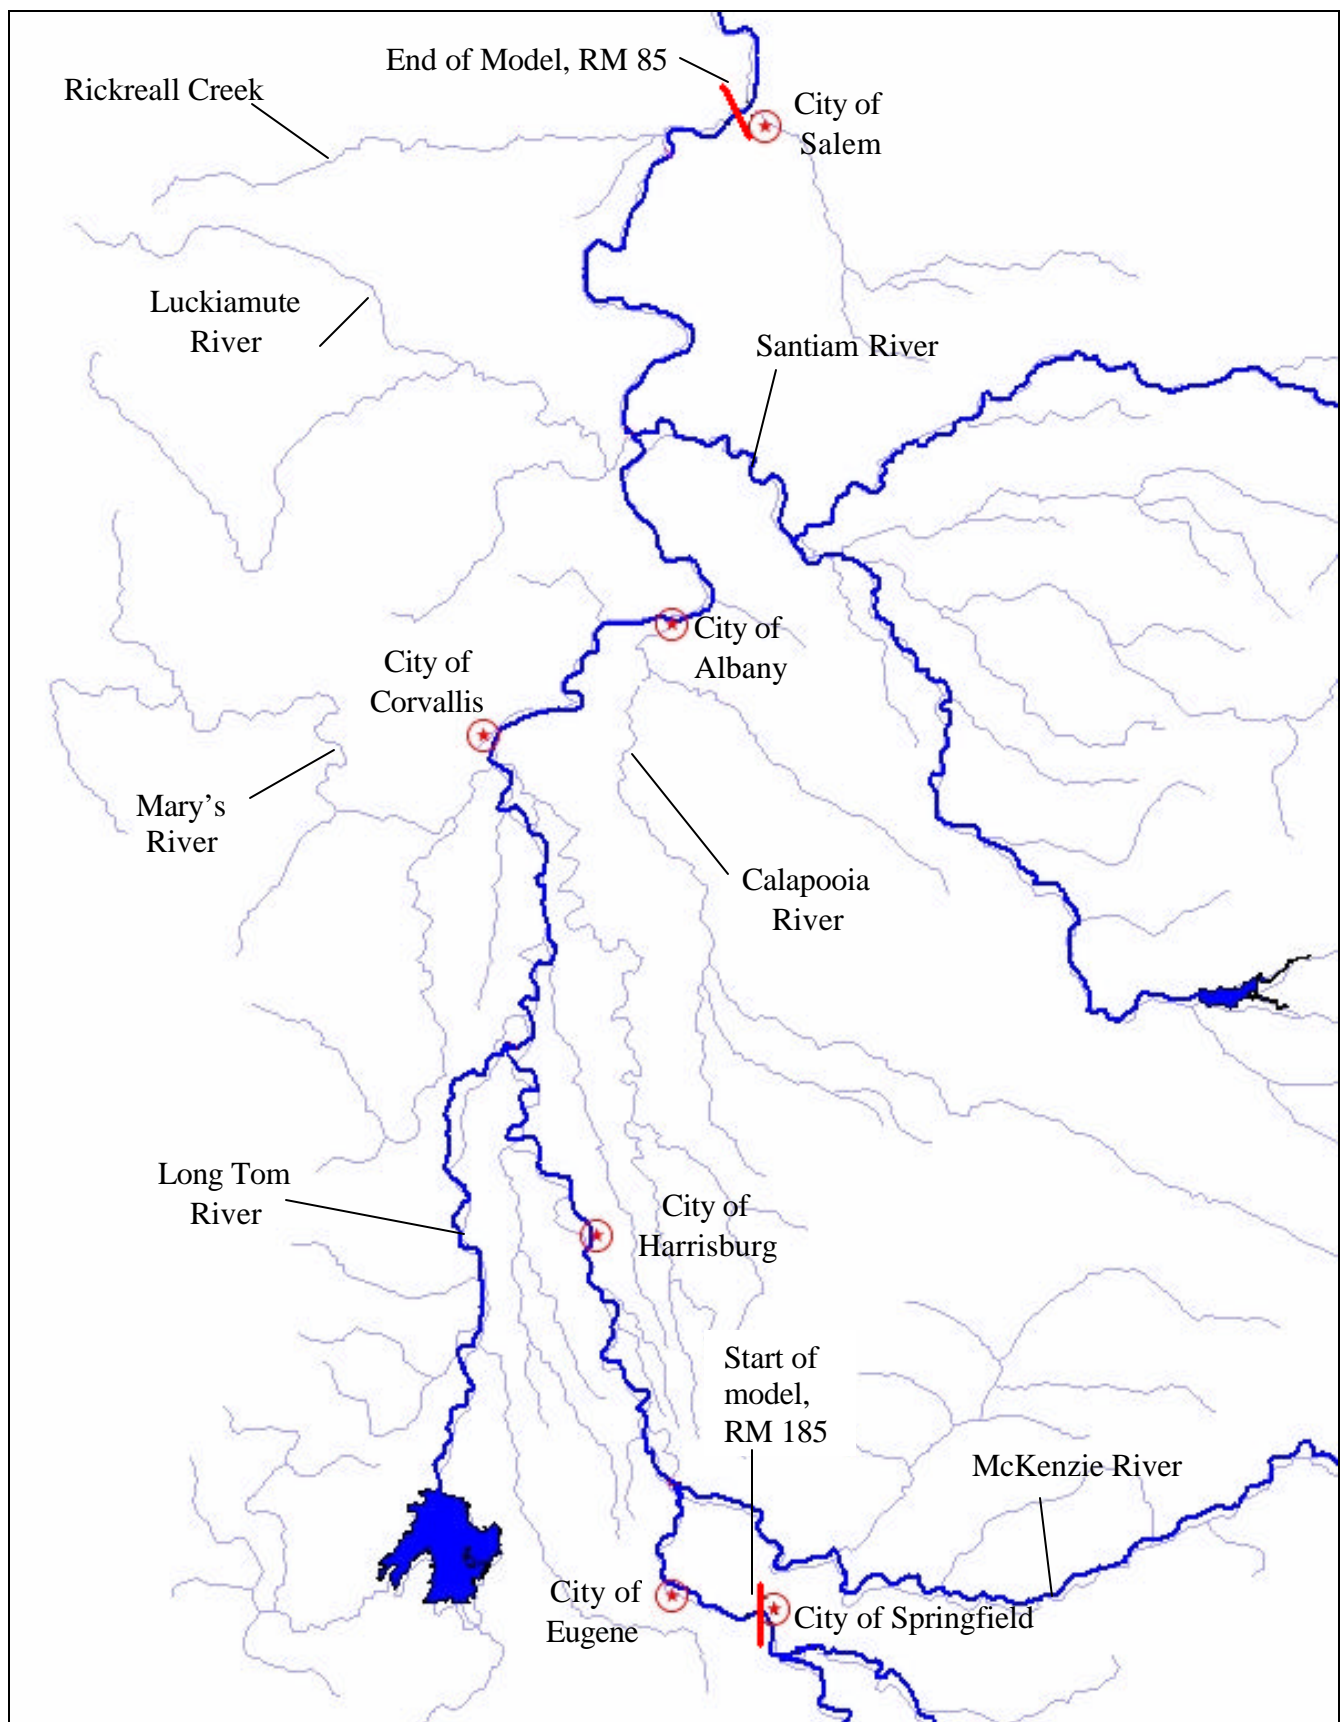 End of Model, RM 85
Rickreall Creek
City of
Salem
Luckiamute
River
Santiam River
City of
Albany
City of
Corvallis
Mary’s
River
Calapooia
River
Long Tom
River
City of
Harrisburg
Start of
model,
RM 185
McKenzie River
City of
Eugene
City of Springfield